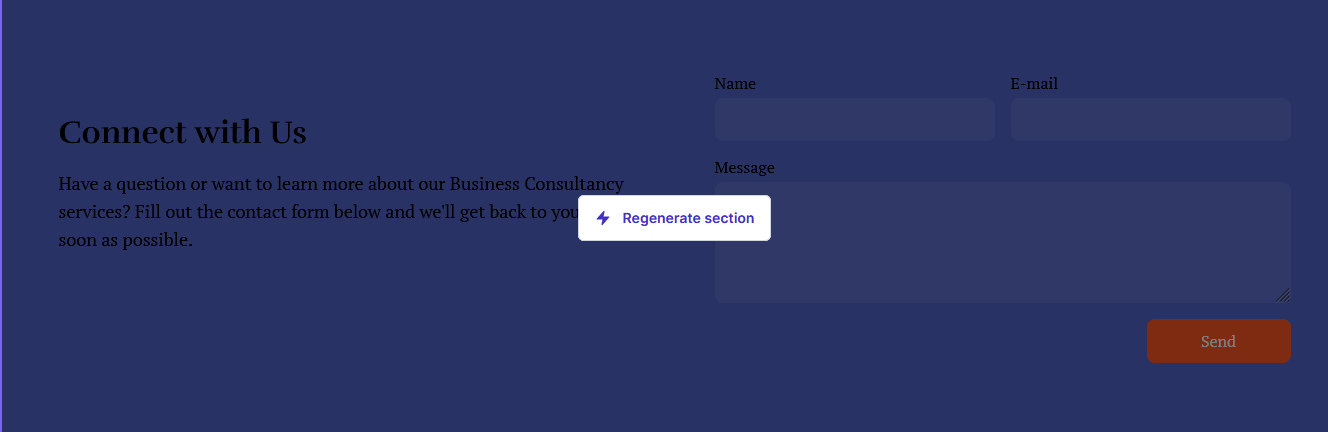 Connect with Us
Have a question or want to learn more about our Business Consultancy
services? Fill out the contact form below and we'll get back to you
soon as possible.
Name
E-mail
Message
Regenerate section
Send